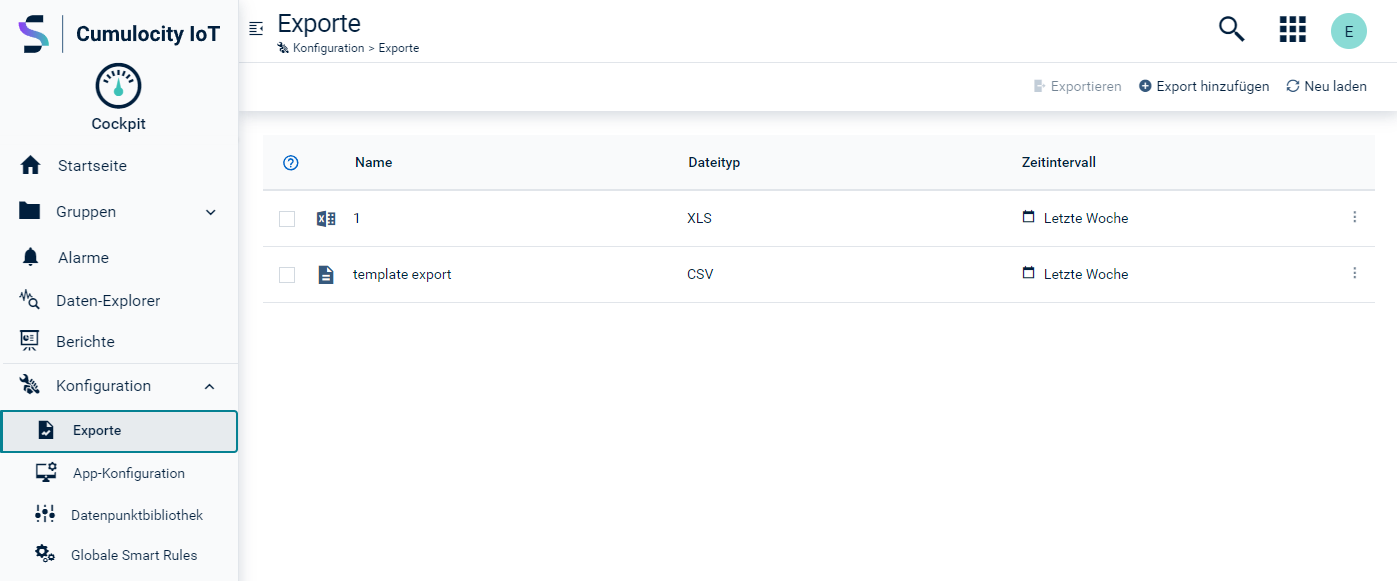 Cumulocity IoT
Cockpit
Startseite
Gruppen
Alarme
Daten-Explorer
Berichte
Konfiguration
Exporte
App-Konfiguration
Datenpunktbibliothek
Globale Smart Rules
Exporte
Konfiguration > Exporte
E
Exportieren Export hinzufügen Neu laden
? Name Dateityp Zeitintervall
1 XLS Letzte Woche
template export CSV Letzte Woche